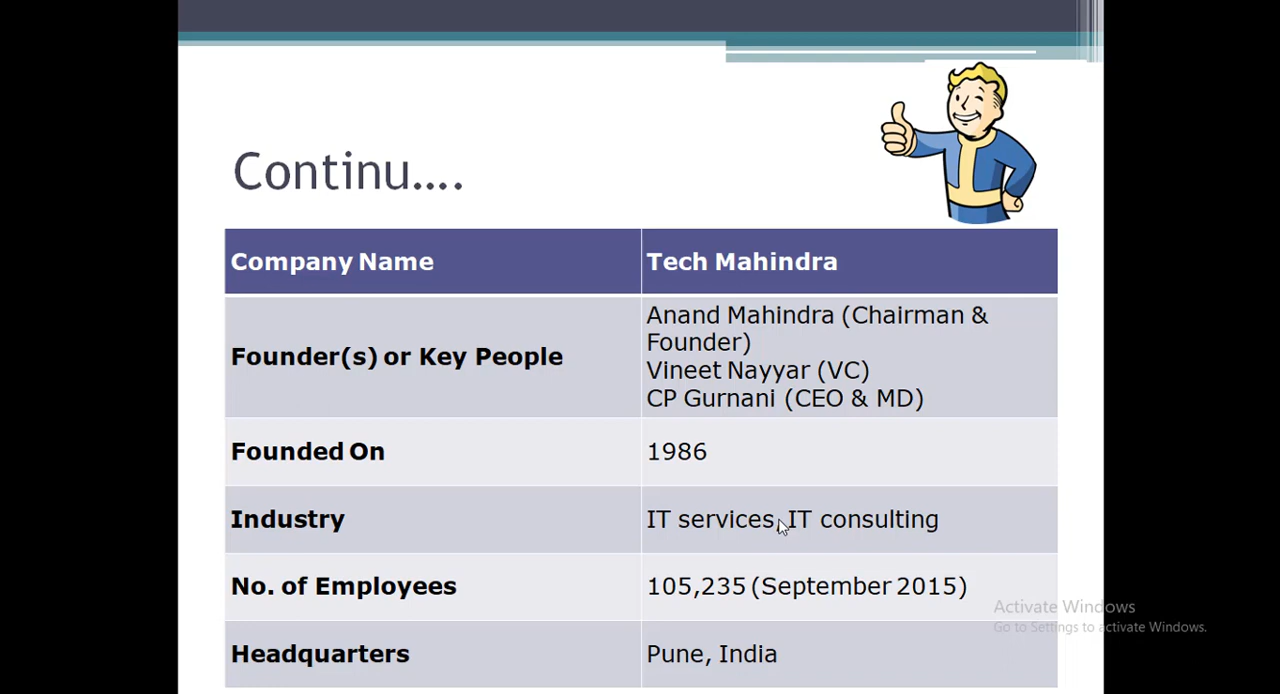 Continu....
Company Name
Tech Mahindra
Founder(s) or Key People
Anand Mahindra (Chairman &
Founder)
Vineet Nayyar (VC)
CP Gurnani (CEO & MD)
Founded On
1986
Industry
IT services, IT consulting
No. of Employees
105,235 (September 2015)
Headquarters
Pune, India
Activate Windows
Go to Settings to activate Windows.